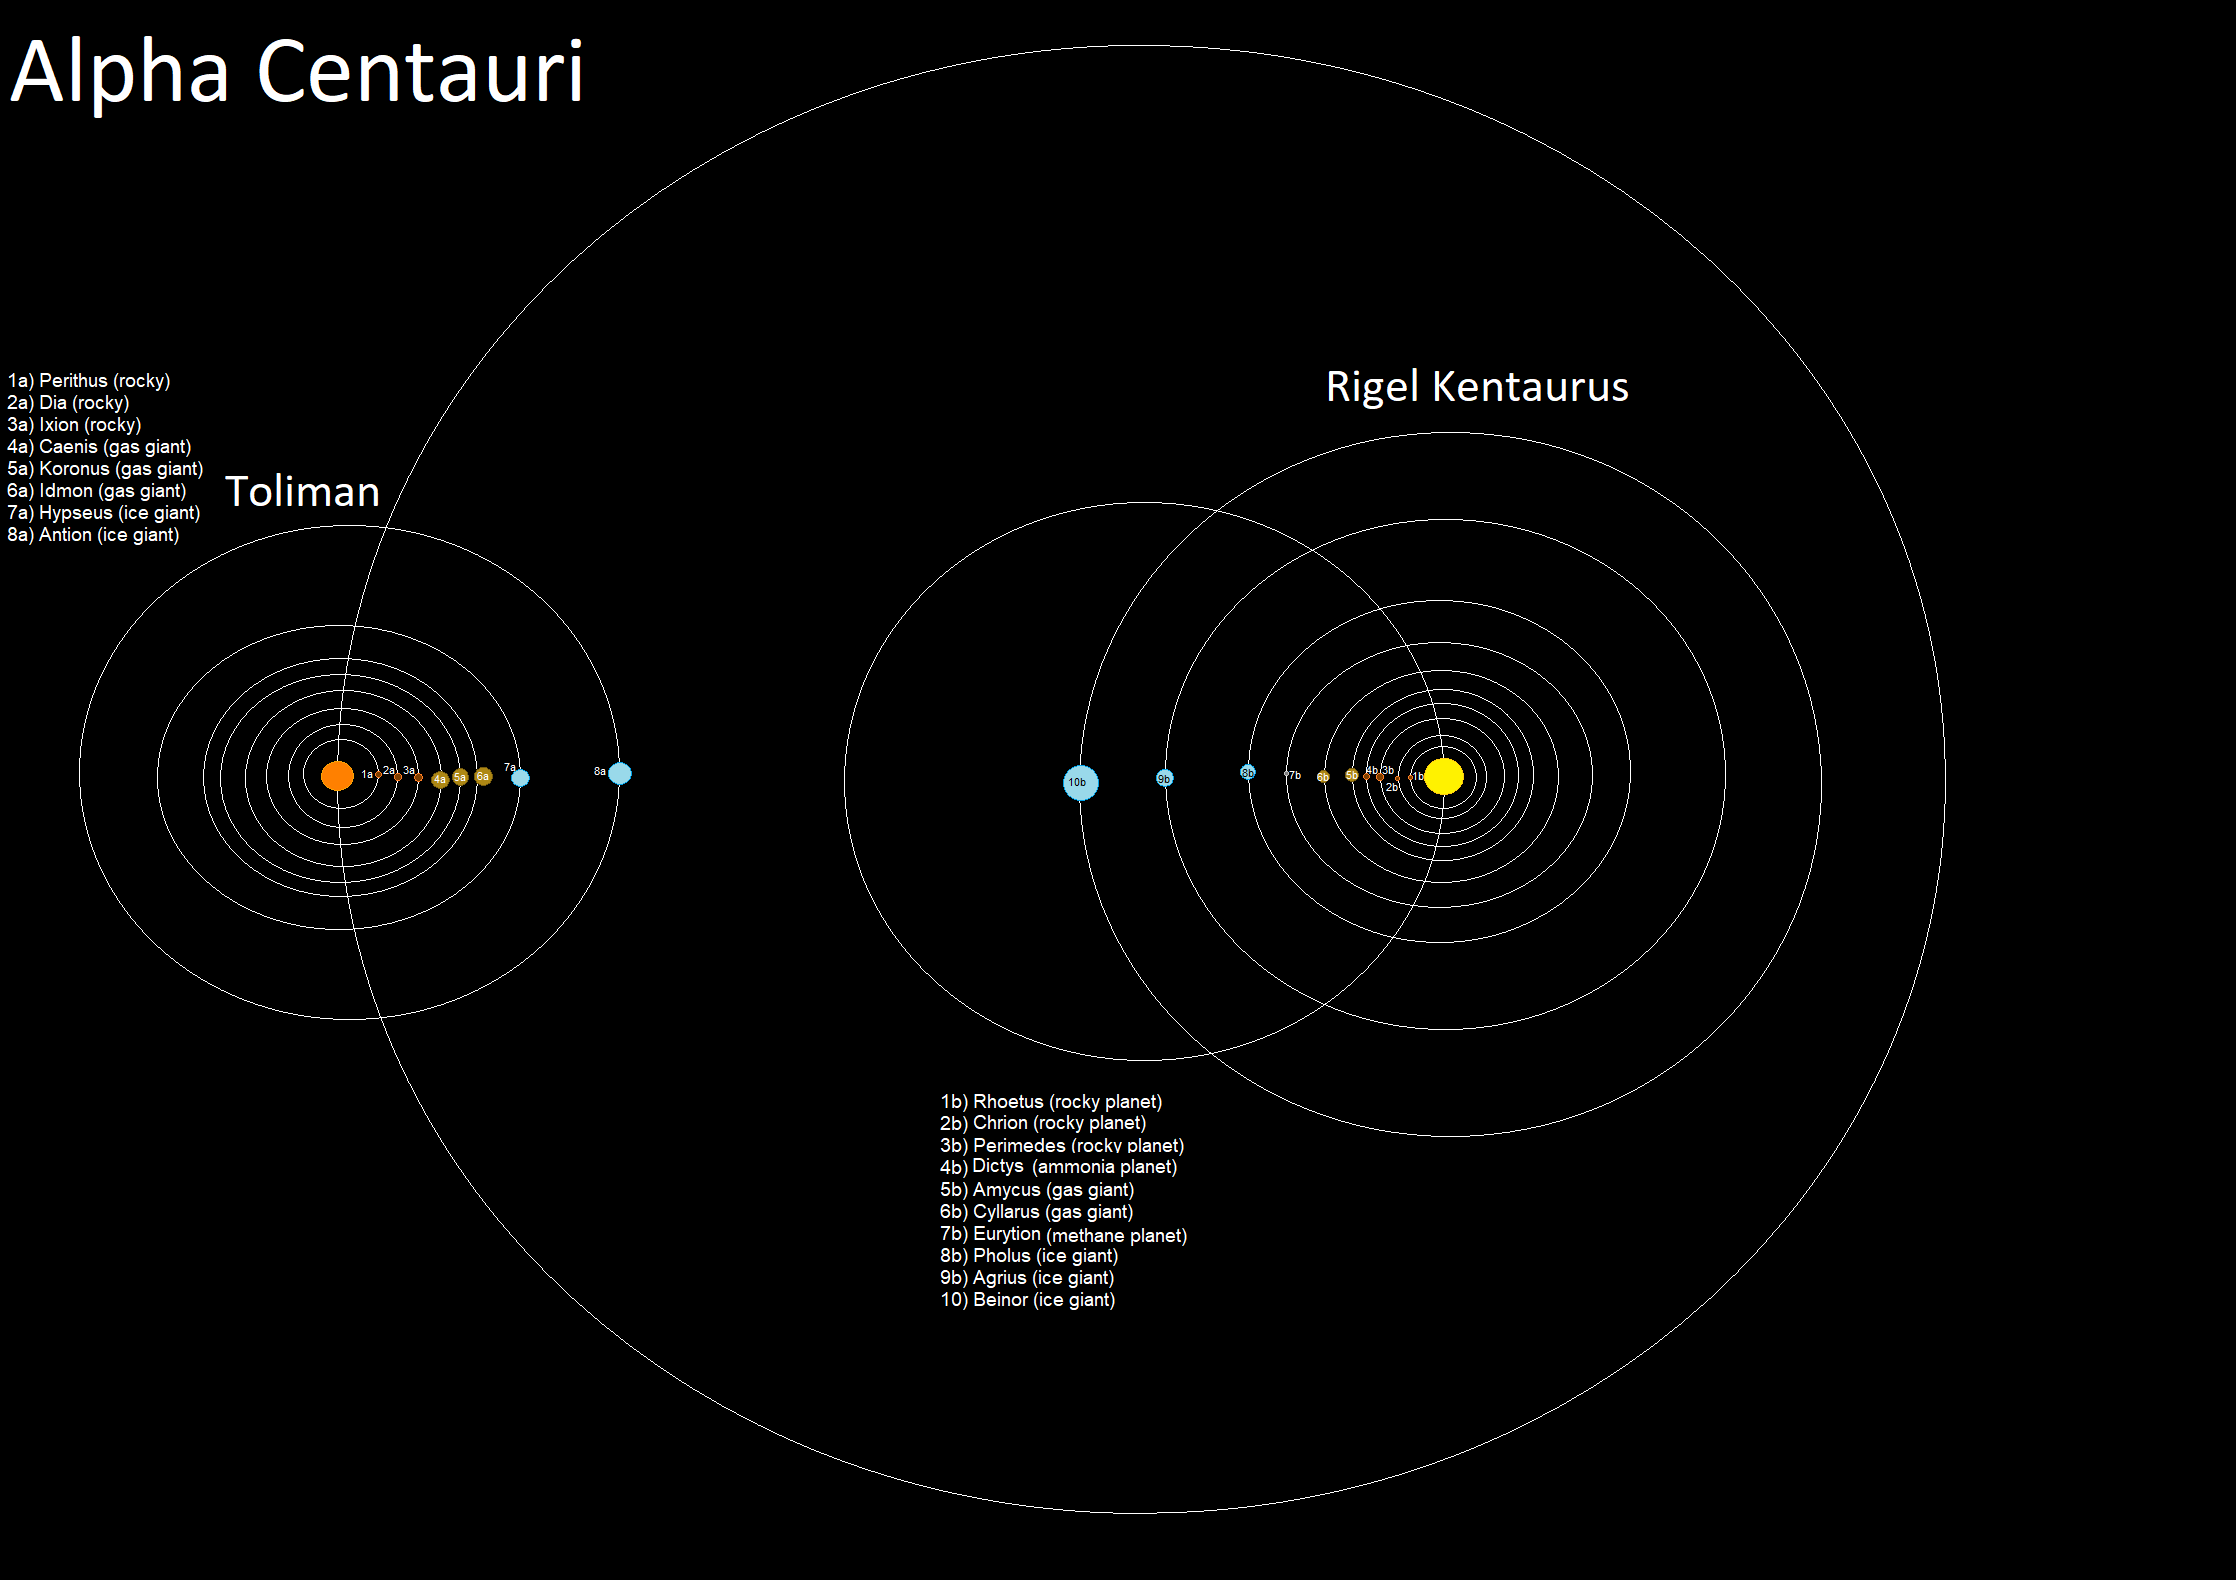 Alpha Centauri
1a) Perithus (rocky)
2a) Dia (rocky)
3a) Ixion (rocky)
4a) Caenis (gas giant)
5a) Koronus (gas giant)
6a) Idmon (gas giant)
7a) Hypseus (ice giant)
8a) Antion (ice giant)
Toliman
Rigel Kentaurus
1a
2a
3a
4a
5a
6a
7a
8a
10b
9b
8b
7b
6b
5b
4b
3b
2b
1b
1b) Rhoetus (rocky planet)
2b) Chrion (rocky planet)
3b) Perimedes (rocky planet)
4b) Dictys (ammonia planet)
5b) Amycus (gas giant)
6b) Cyllarus (gas giant)
7b) Eurytion (methane planet)
8b) Pholus (ice giant)
9b) Agrius (ice giant)
10) Beinor (ice giant)